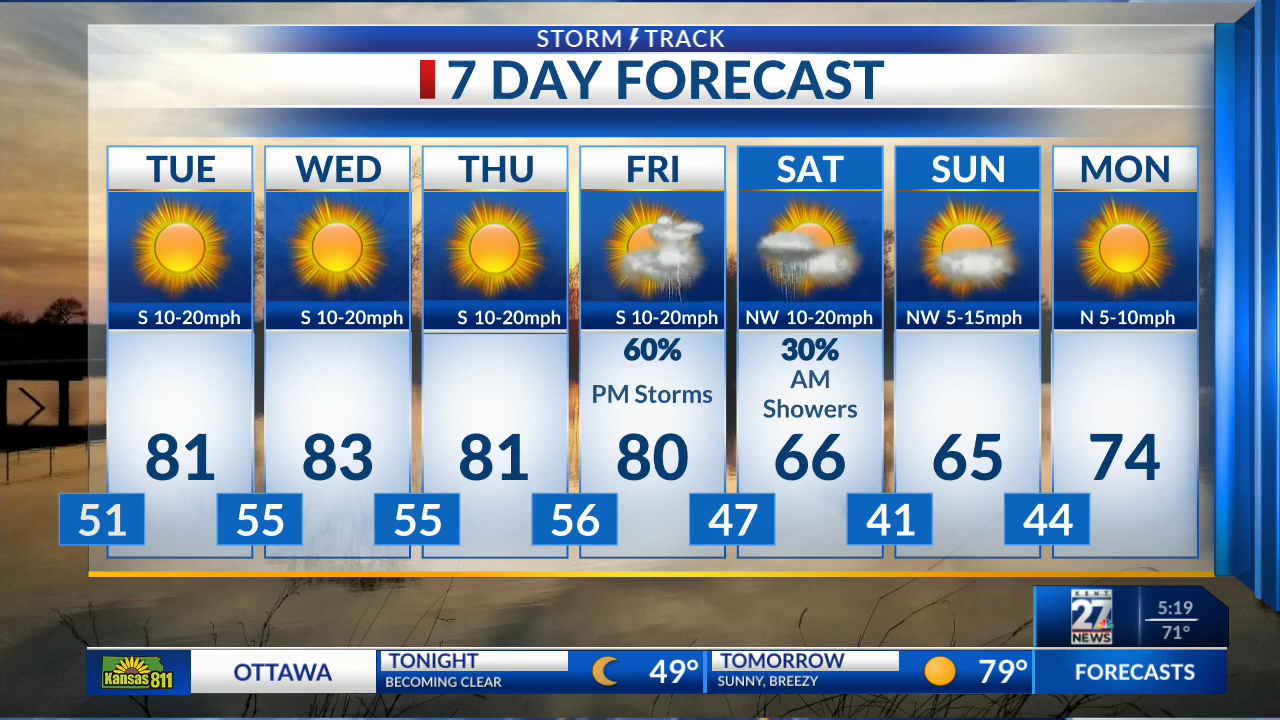 STORM TRACK
7 DAY FORECAST
TUE
WED
THU
FRI
SAT
SUN
MON
S 10-20mph
S 10-20mph
S 10-20mph
S 10-20mph
NW 10-20mph
NW 5-15mph
N 5-10mph
60%
PM Storms
30%
AM
Showers
81
83
81
80
66
65
74
51
55
55
56
47
41
44
KSNT
27
NEWS
5:19
71°
Kansas 811
OTTAWA
TONIGHT
BECOMING CLEAR
49°
TOMORROW
SUNNY, BREEZY
79°
FORECASTS